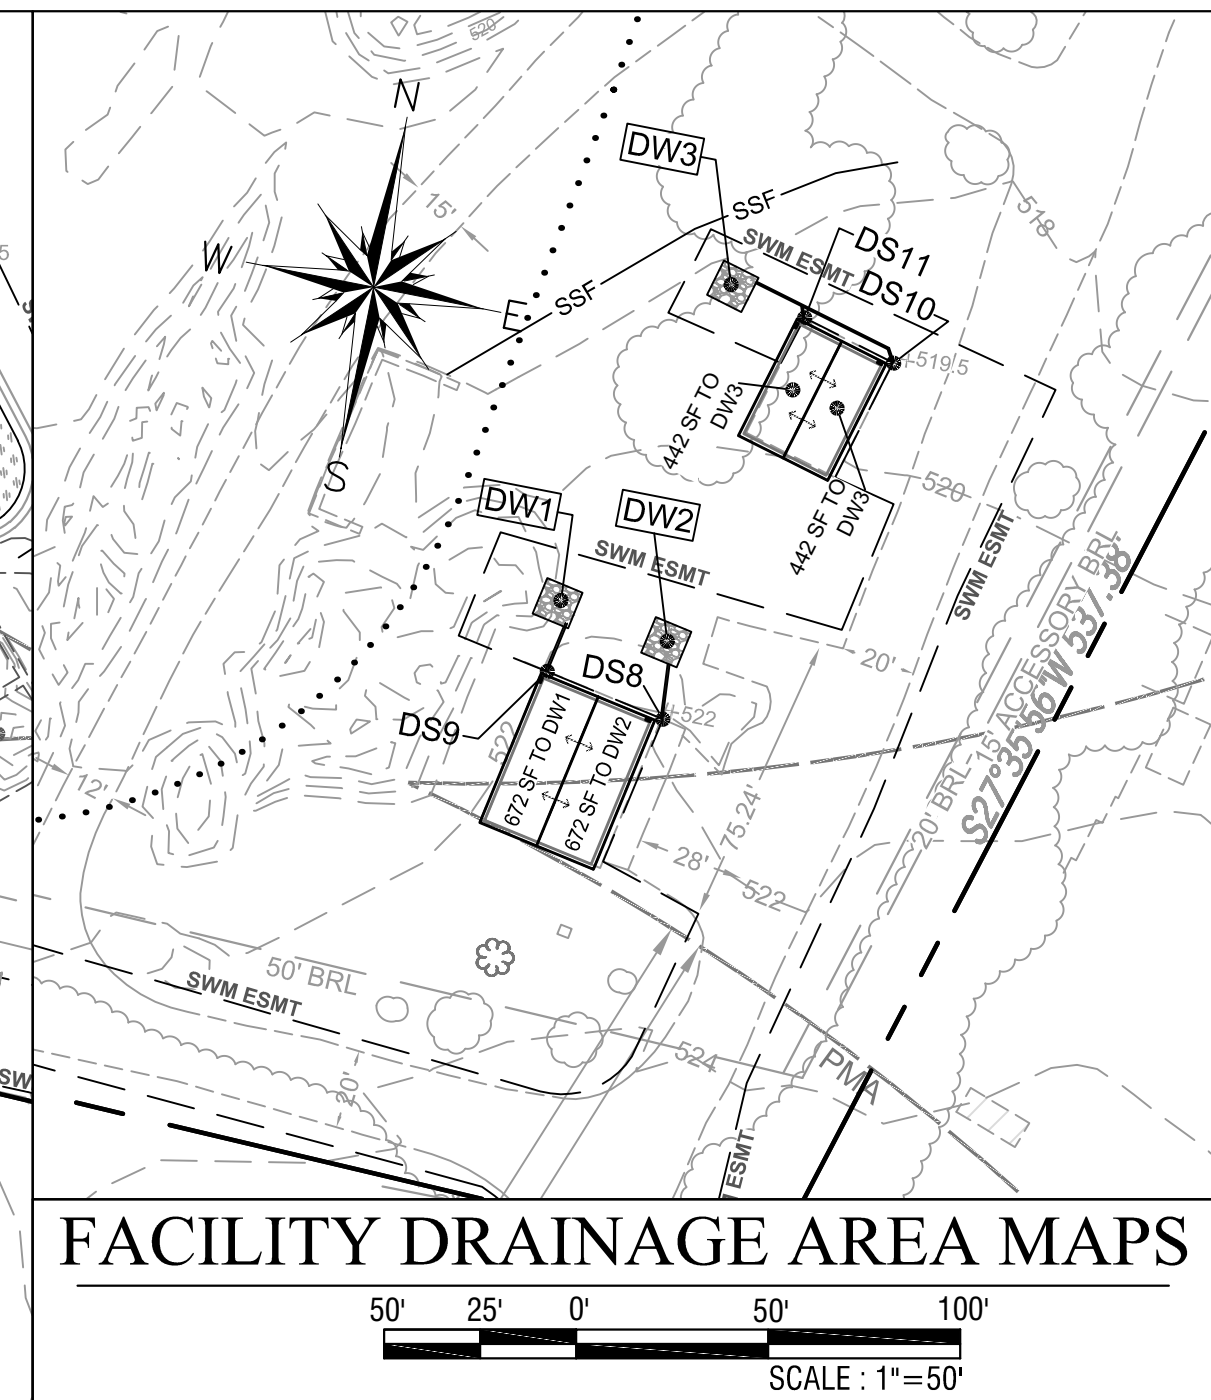 520
N
DW3
15'
SSF
518
W
SWM ESMT
DS11
DS10
E
SSF
519.5
442 SF TO
DW3
S
DW1
DW2
520
442 SF TO
DW3
SWM ESMT
SWM ESMT
20'
DS8
DS9
522
522
672 SF TO DW1
672 SF TO DW2
12'
75.24'
28'
522
20' BRL
15' ACCESSORY BRL
S27°35'56"W 537.38'
50' BRL
SWM ESMT
524
PMA
20'
SW
ESMT
FACILITY DRAINAGE AREA MAPS
50' 25' 0' 50' 100'
SCALE : 1"=50'